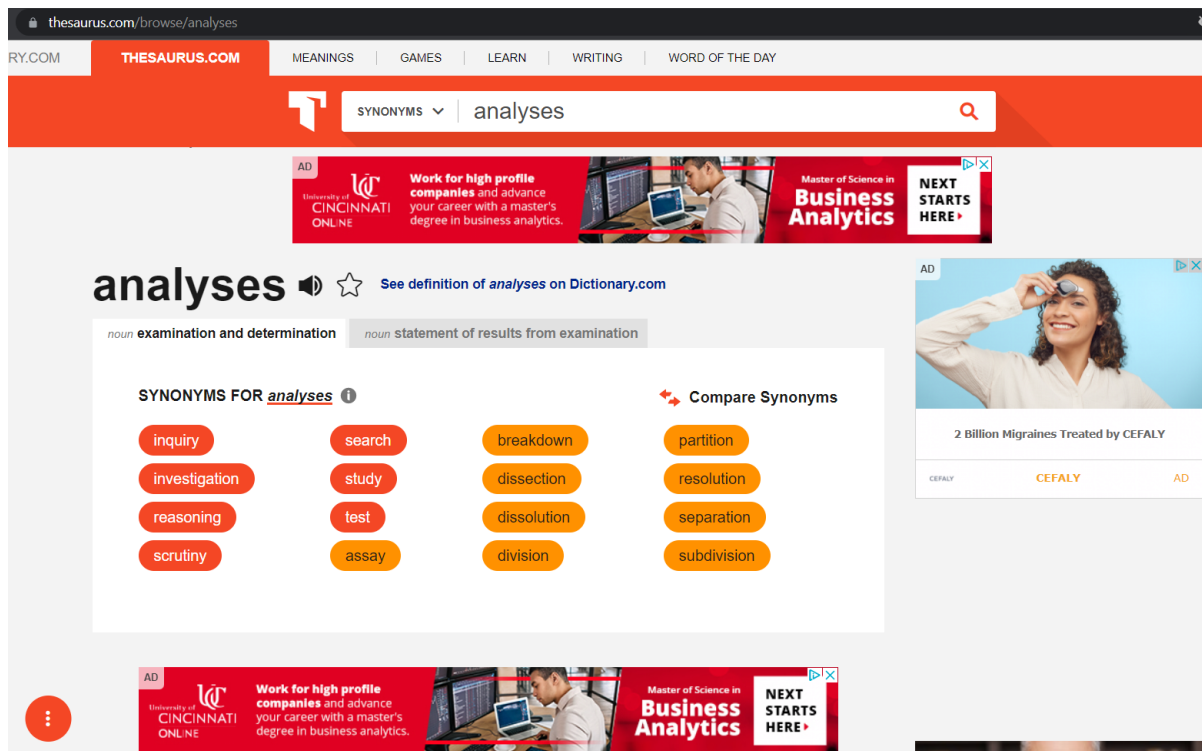 thesaurus.com/browse/analyses
RY.COM THESAURUS.COM MEANINGS GAMES LEARN WRITING WORD OF THE DAY
SYNONYMS analyses
AD
University of
CINCINNATI
ONLINE
Work for high profile
companies and advance
your career with a master's
degree in business analytics.
Master of Science in
Business
Analytics
NEXT
STARTS
HERE
analyses See definition of analyses on Dictionary.com
noun examination and determination noun statement of results from examination
SYNONYMS FOR analyses Compare Synonyms
inquiry search breakdown partition
investigation study dissection resolution
reasoning test dissolution separation
scrutiny assay division subdivision
AD
2 Billion Migraines Treated by CEFALY
CEFALY CEFALY AD
AD
University of
CINCINNATI
ONLINE
Work for high profile
companies and advance
your career with a master's
degree in business analytics.
Master of Science in
Business
Analytics
NEXT
STARTS
HERE